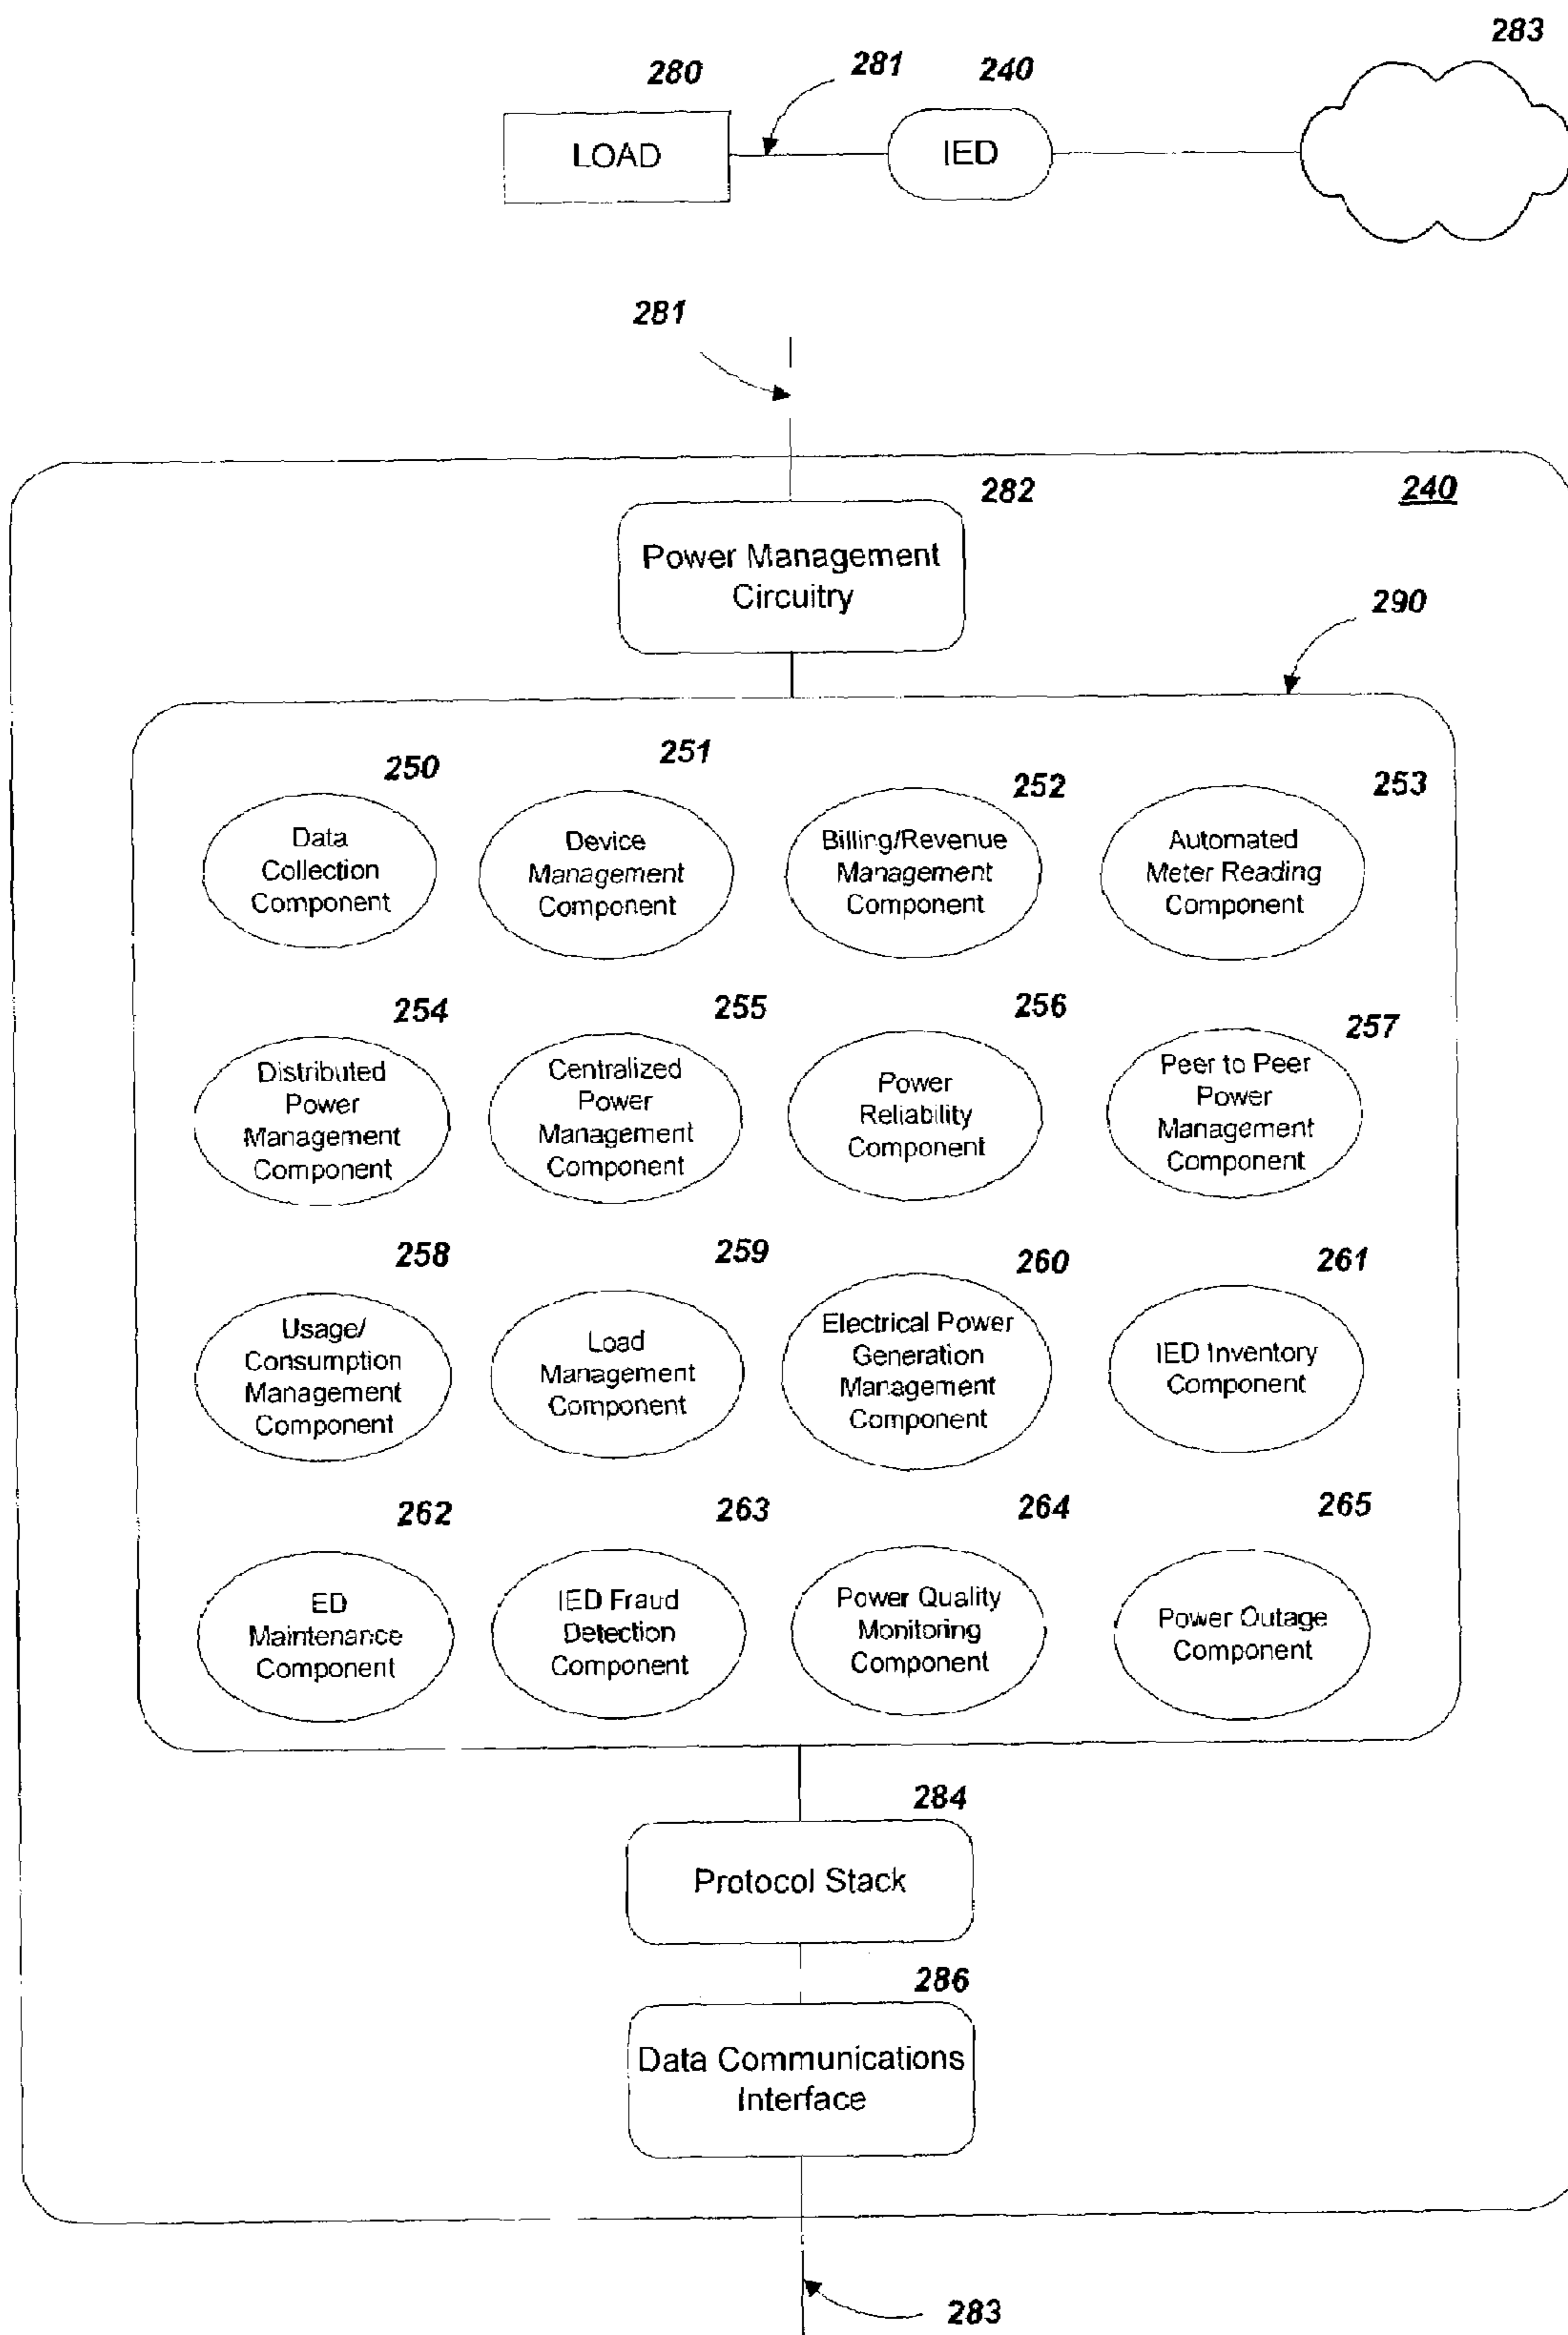 283
280
281
240
LOAD
IED
281
282
240
Power Management
Circuitry
290
250
251
252
253
Data
Collection
Component
Device
Management
Component
Billing/Revenue
Management
Component
Automated
Meter Reading
Component
254
255
256
257
Distributed
Power
Management
Component
Centralized
Power
Management
Component
Power
Reliability
Component
Peer to Peer
Power
Management
Component
258
259
260
261
Usage/
Consumption
Management
Component
Load
Management
Component
Electrical Power
Generation
Management
Component
IED Inventory
Component
262
263
264
265
ED
Maintenance
Component
IED Fraud
Detection
Component
Power Quality
Monitoring
Component
Power Outage
Component
284
Protocol Stack
286
Data Communications
Interface
283